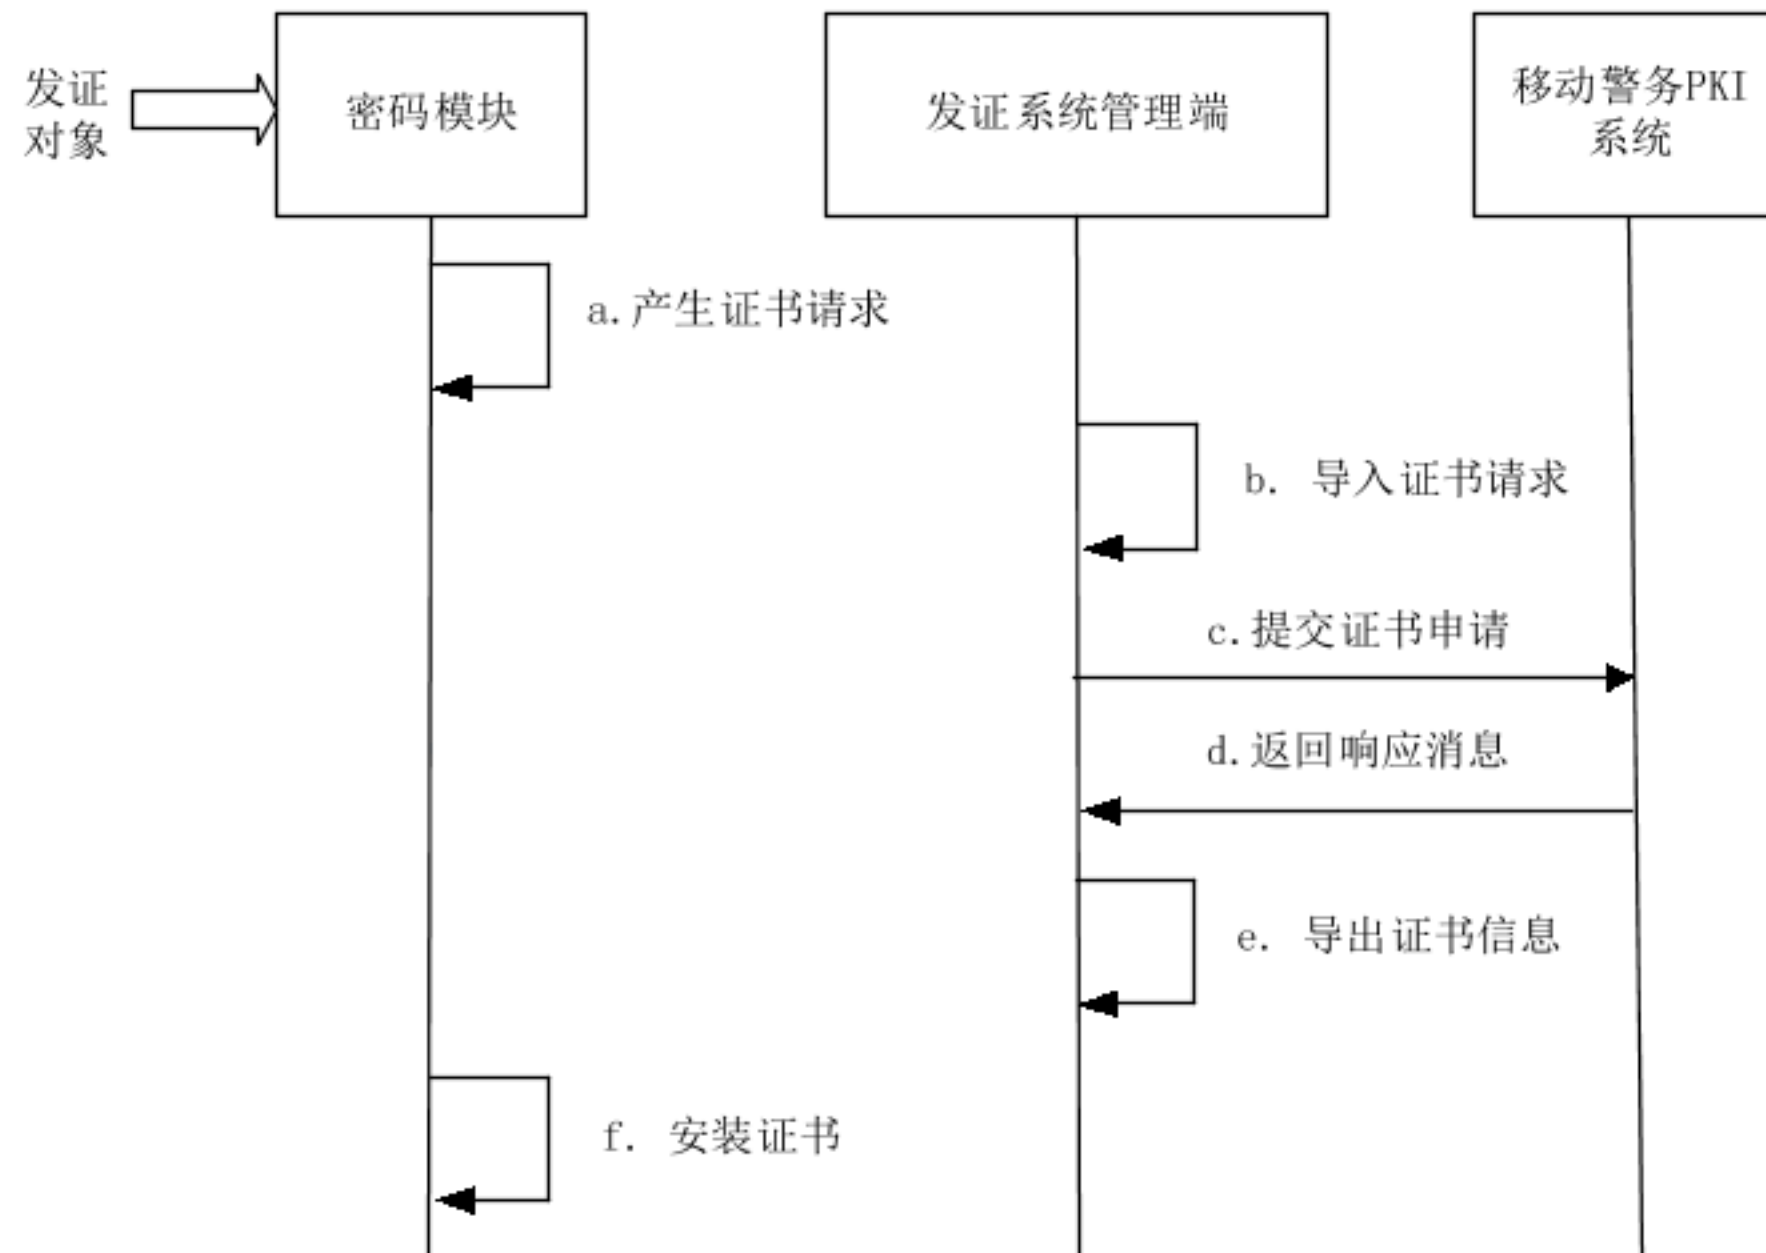 发证
对象
密码模块
发证系统管理端
移动警务PKI
系统
a.产生证书请求
b. 导入证书请求
c.提交证书申请
d.返回响应消息
e. 导出证书信息
f. 安装证书